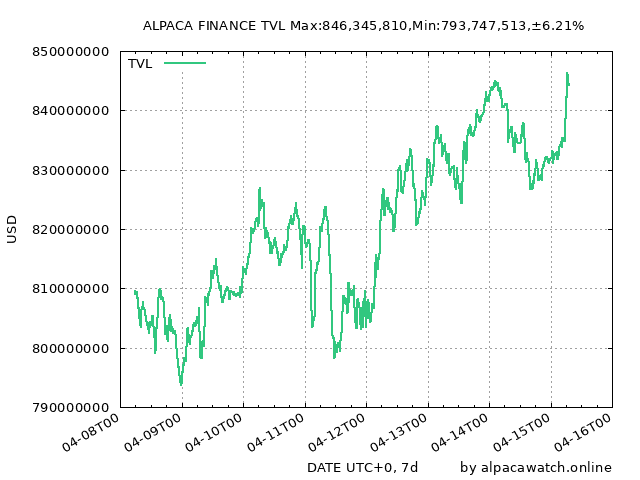 ALPACA FINANCE TVL Max:846,345,810,Min:793,747,513,±6.21%
850000000
TVL
840000000
830000000
820000000
USD
810000000
800000000
790000000
04-08T00
04-09T00
04-10T00
04-11T00
04-12T00
04-13T00
04-14T00
04-15T00
04-16T00
DATE UTC+0, 7d
by alpacawatch.online